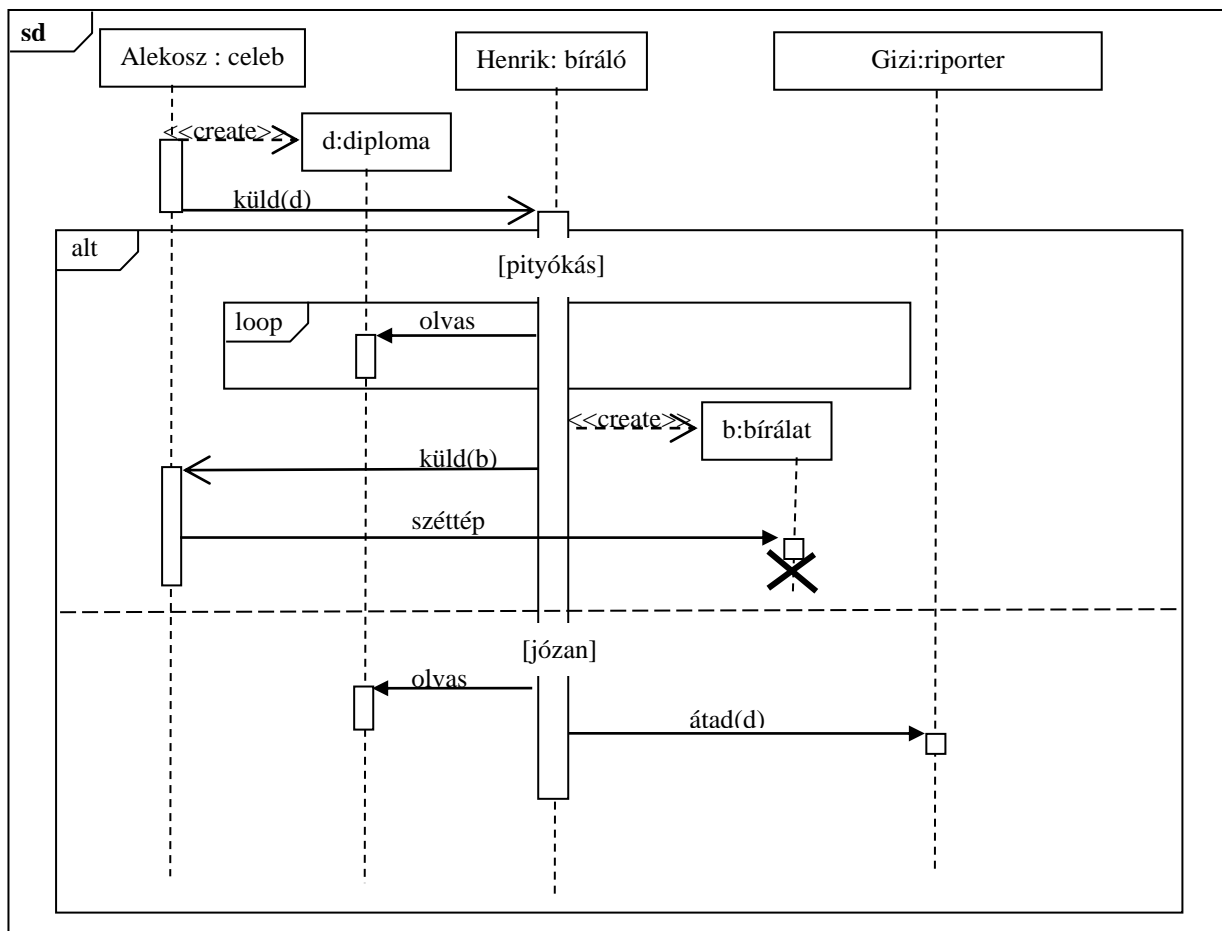 sd
Alekosz : celeb
Henrik: bíráló
Gizi:riporter
<<create>>
d:diploma
küld(d)
alt
[pityókás]
loop
olvas
<<create>>
b:bírálat
küld(b)
széttép
[józan]
olvas
átad(d)